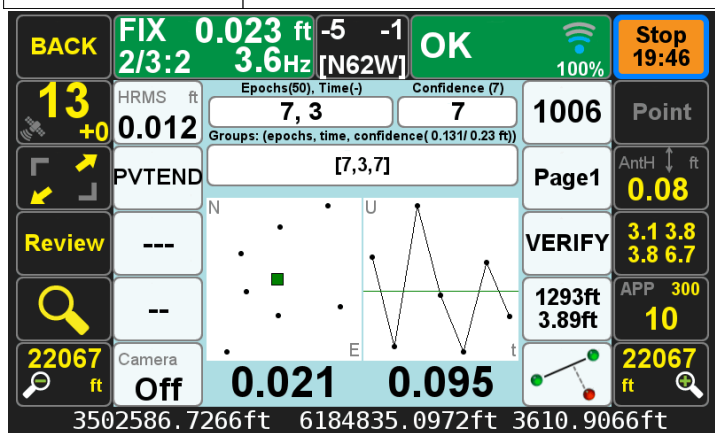 BACK
FIX 0.023 ft
2/3:2 3.6Hz
-5 -1
[N62W]
OK
100%
Stop
19:46
13
+0
HRMS ft
0.012
Epochs(50), Time(-)
7, 3
Confidence (7)
7
1006
Point
Groups: (epochs, time, confidence( 0.131/ 0.23 ft))
[7,3,7]
PVTEND
Page1
AntH ft
0.08
Review
---
N
U
VERIFY
3.1 3.8
3.8 6.7
--
1293ft
3.89ft
APP 300
10
22067
ft
Camera
Off
E
t
0.021
0.095
22067
ft
3502586.7266ft 6184835.0972ft 3610.9066ft